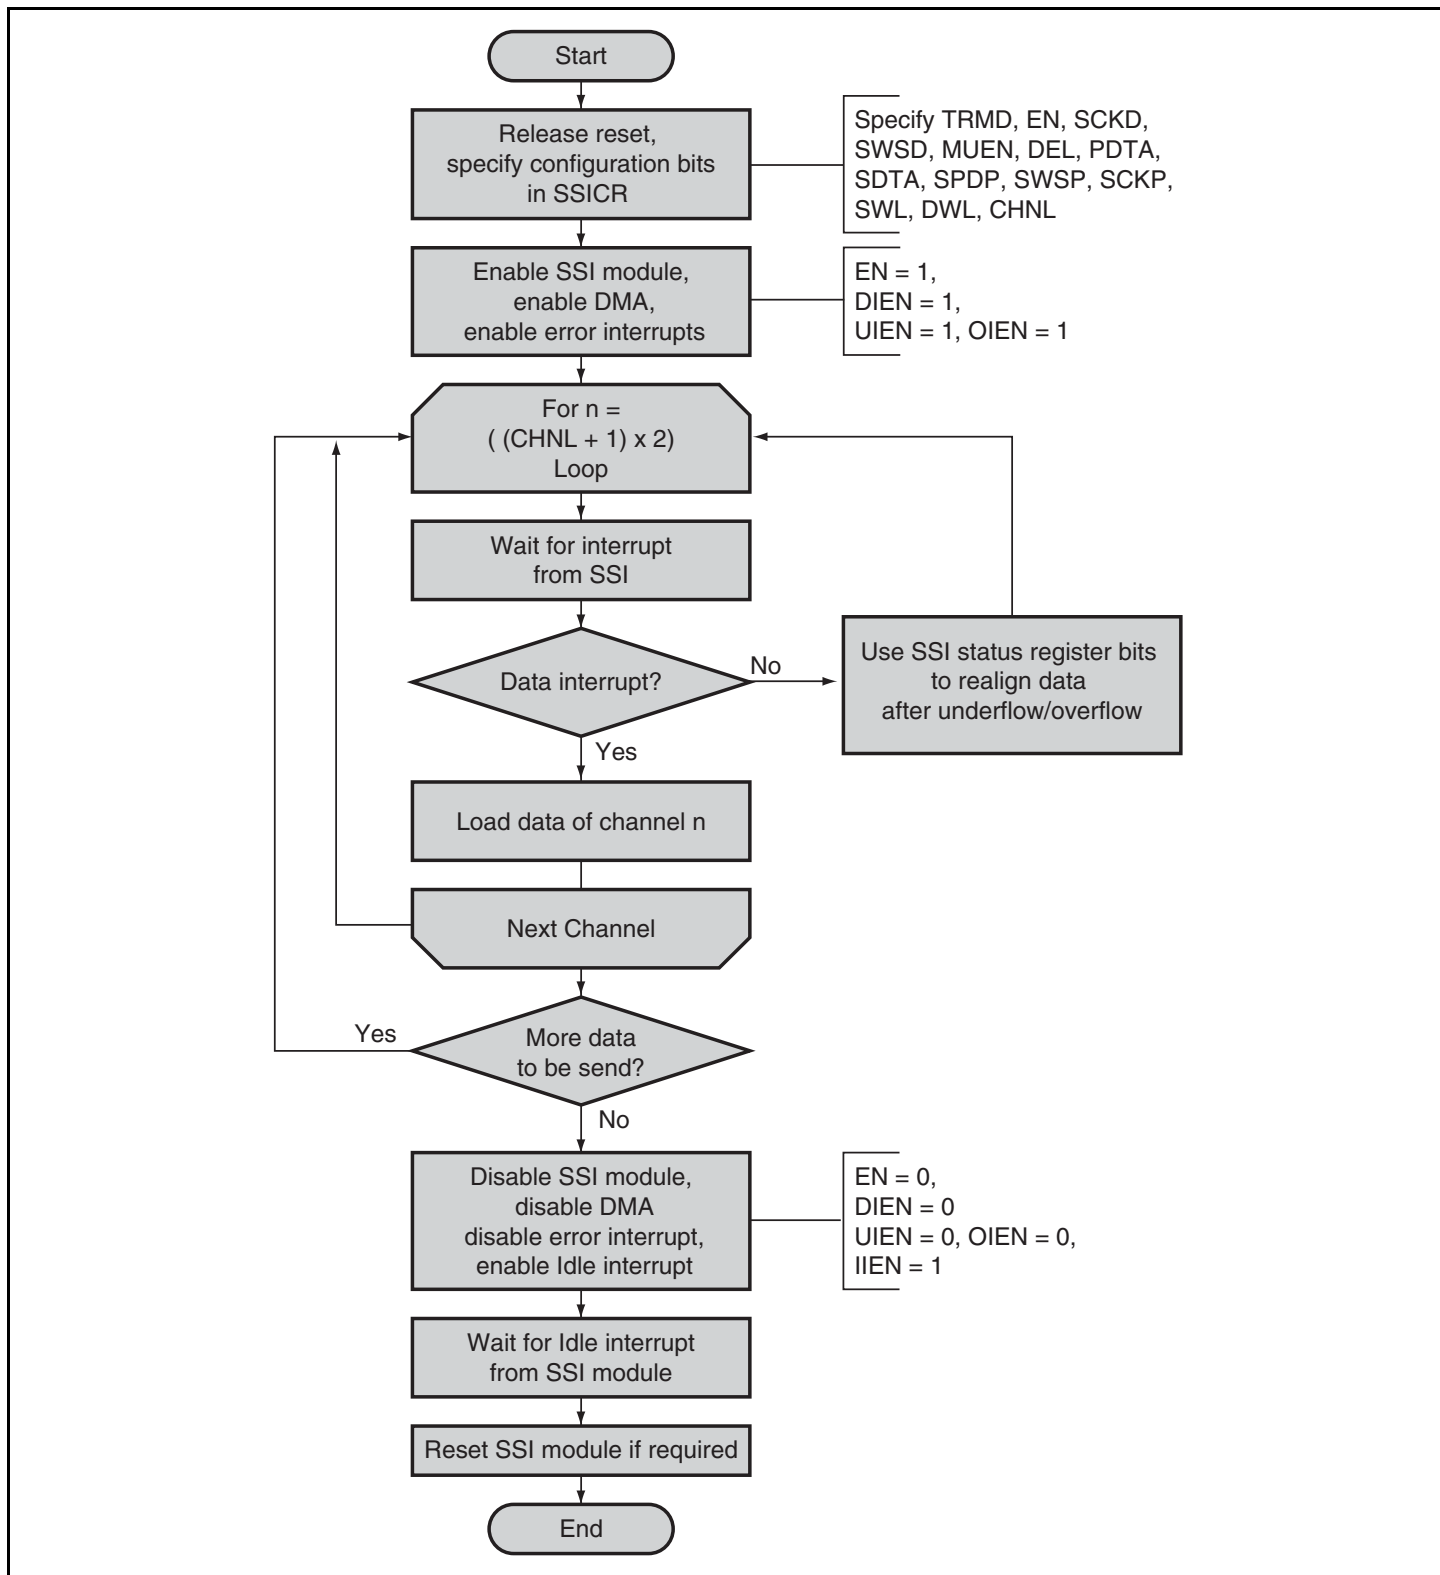 Start
Release reset,
specify configuration bits
in SSICR
Specify TRMD, EN, SCKD,
SWSD, MUEN, DEL, PDTA,
SDTA, SPDP, SWSP, SCKP,
SWL, DWL, CHNL
Enable SSI module,
enable DMA,
enable error interrupts
EN = 1,
DIEN = 1,
UIEN = 1, OIEN = 1
For n =
( (CHNL + 1) x 2)
Loop
Wait for interrupt
from SSI
Data interrupt?
No
Use SSI status register bits
to realign data
after underflow/overflow
Yes
Load data of channel n
Next Channel
More data
to be send?
Yes
No
Disable SSI module,
disable DMA
disable error interrupt,
enable Idle interrupt
EN = 0,
DIEN = 0
UIEN = 0, OIEN = 0,
IIEN = 1
Wait for Idle interrupt
from SSI module
Reset SSI module if required
End